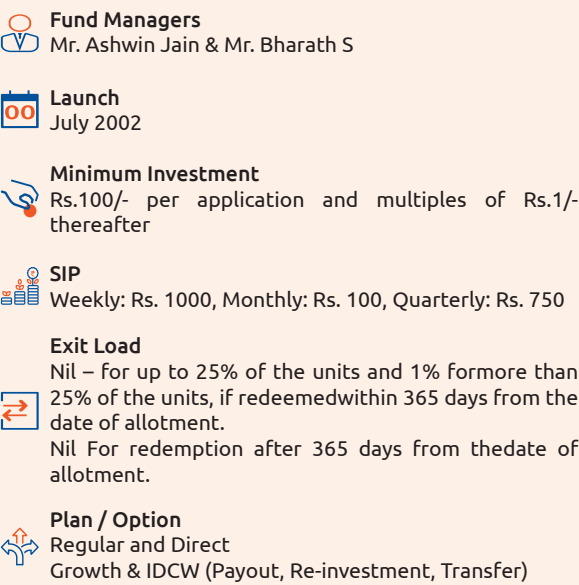 Fund Managers
Mr. Ashwin Jain & Mr. Bharath S
00
Launch
July 2002
Minimum Investment
Rs.100/- per application and multiples of Rs.1/-
thereafter
SIP
Weekly: Rs. 1000, Monthly: Rs. 100, Quarterly: Rs. 750
Exit Load
Nil – for up to 25% of the units and 1% formore than
25% of the units, if redeemedwithin 365 days from the
date of allotment.
Nil For redemption after 365 days from thedate of
allotment.
Plan / Option
Regular and Direct
Growth & IDCW (Payout, Re-investment, Transfer)